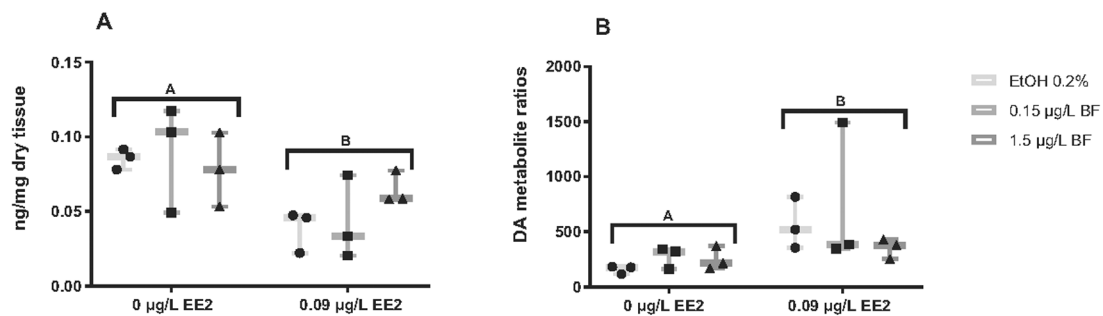 A
ng/mg dry tissue
0.15
0.10
0.05
0.00
A
B
0 µg/L EE2
0.09 µg/L EE2
B
DA metabolite ratios
2000
1500
1000
500
0
A
B
0 µg/L EE2
0.09 µg/L EE2
EtOH 0.2%
0.15 µg/L BF
1.5 µg/L BF